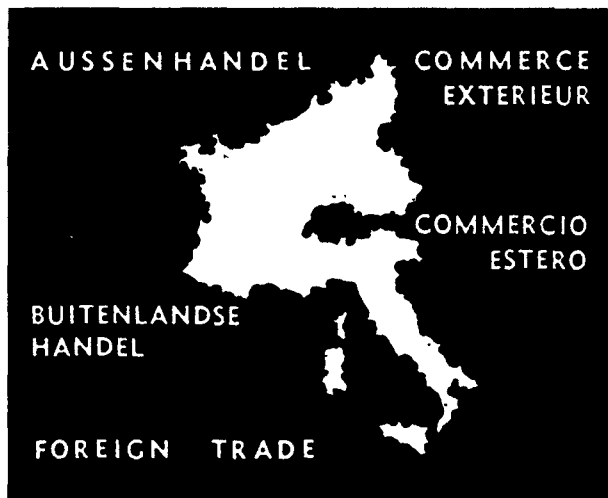 AUSSENHANDEL
COMMERCE
EXTERIEUR
COMMERCIO
ESTERO
BUITENLANDSE
HANDEL
FOREIGN TRADE